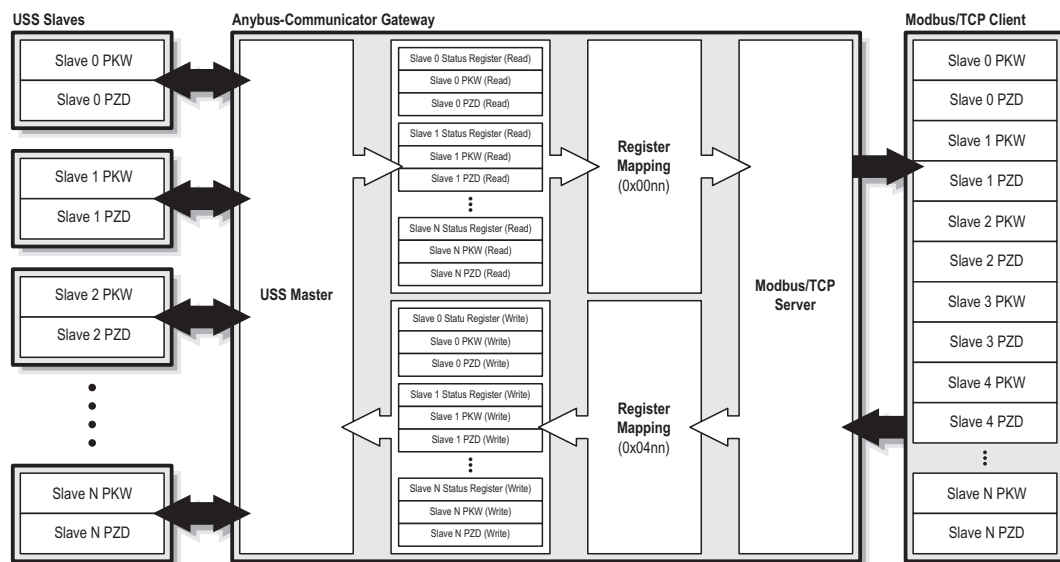 USS Slaves
Slave 0 PKW
Slave 0 PZD
Slave 1 PKW
Slave 1 PZD
Slave 2 PKW
Slave 2 PZD
Slave N PKW
Slave N PZD
Anybus-Communicator Gateway
USS Master
Slave 0 Status Register (Read)
Slave 0 PKW (Read)
Slave 0 PZD (Read)
Slave 1 Status Register (Read)
Slave 1 PKW (Read)
Slave 1 PZD (Read)
Slave N Status Register (Read)
Slave N PKW (Read)
Slave N PZD (Read)
Slave 0 Statu Register (Write)
Slave 0 PKW (Write)
Slave 0 PZD (Write)
Slave 1 Status Register (Write)
Slave 1 PKW (Write)
Slave 1 PZD (Write)
Slave N Status Register (Write)
Slave N PKW (Write)
Slave N PZD (Write)
Register
Mapping
(0x00nn)
Register
Mapping
(0x04nn)
Modbus/TCP
Server
Modbus/TCP Client
Slave 0 PKW
Slave 0 PZD
Slave 1 PKW
Slave 1 PZD
Slave 2 PKW
Slave 2 PZD
Slave 3 PKW
Slave 3 PZD
Slave 4 PKW
Slave 4 PZD
Slave N PKW
Slave N PZD